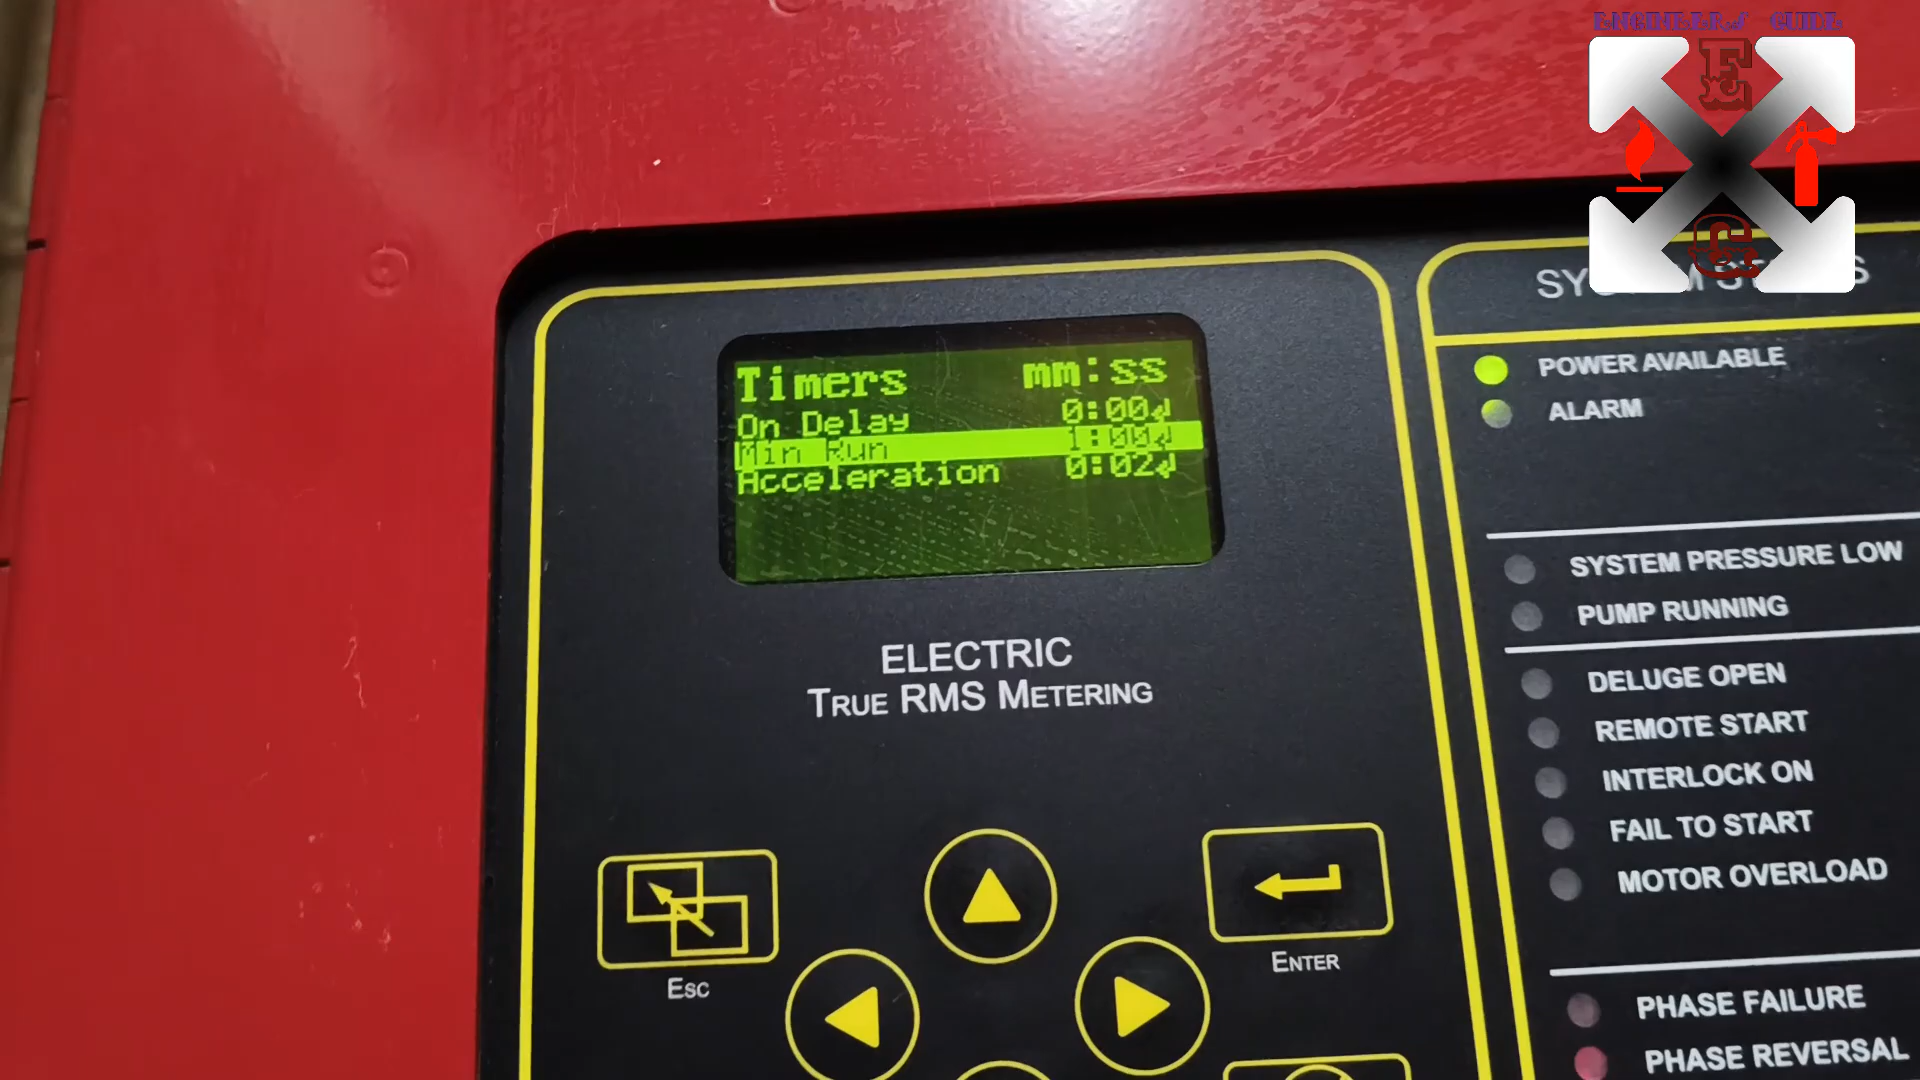 ENGINEERS GUIDE
E
G
Timers mm:ss
On Delay 0:00↲
Min Run 1:00↲
Acceleration 0:02↲
ELECTRIC
TRUE RMS METERING
ESC
ENTER
POWER AVAILABLE
ALARM
SYSTEM PRESSURE LOW
PUMP RUNNING
DELUGE OPEN
REMOTE START
INTERLOCK ON
FAIL TO START
MOTOR OVERLOAD
PHASE FAILURE
PHASE REVERSAL